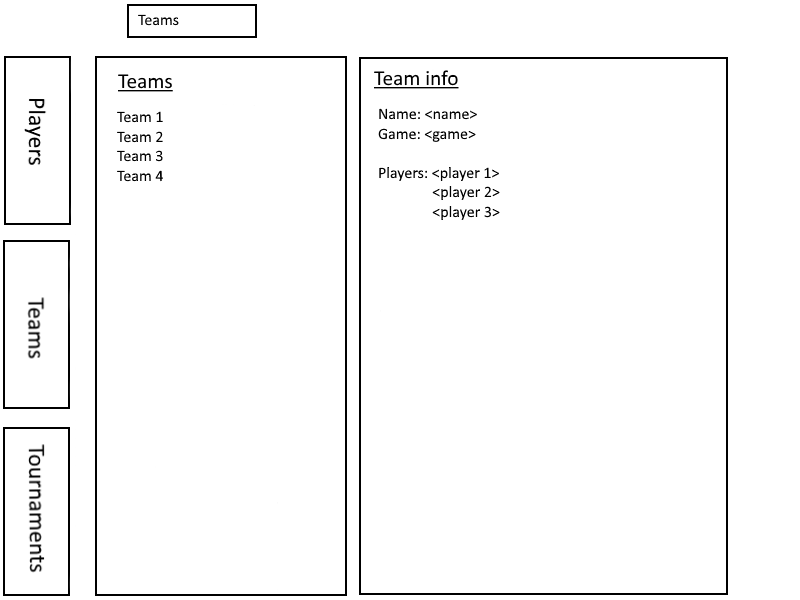 Teams
Players
Teams
Tournaments
Teams
Team 1
Team 2
Team 3
Team 4
Team info
Name: <name>
Game: <game>
Players: <player 1>
<player 2>
<player 3>